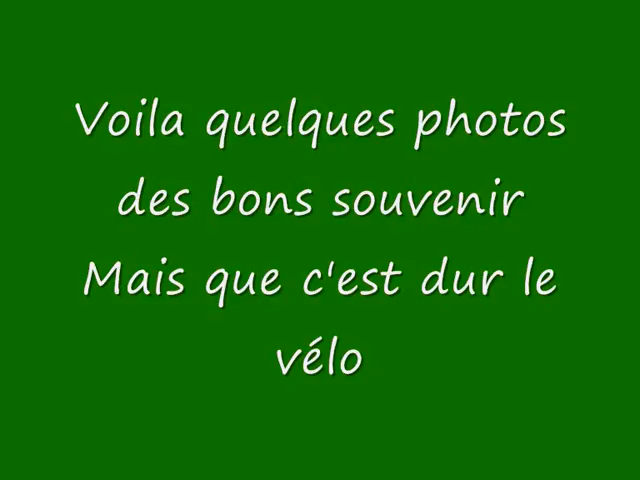 Voila quelques photos
des bons souvenir
Mais que c'est dur le
vélo